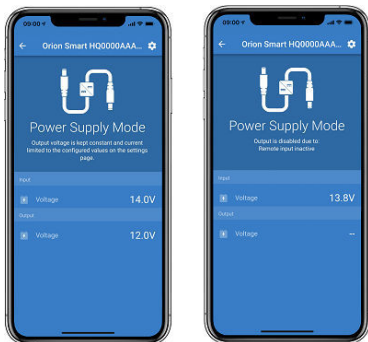 09:00
Orion Smart HQ0000AAA...
Power Supply Mode
Output voltage is kept constant and current
limited to the configured values on the settings
page.
Input
Voltage 14.0V
Output
Voltage 12.0V
09:00
Orion Smart HQ0000AAA...
Power Supply Mode
Output is disabled due to:
Remote input inactive
Input
Voltage 13.8V
Output
Voltage --